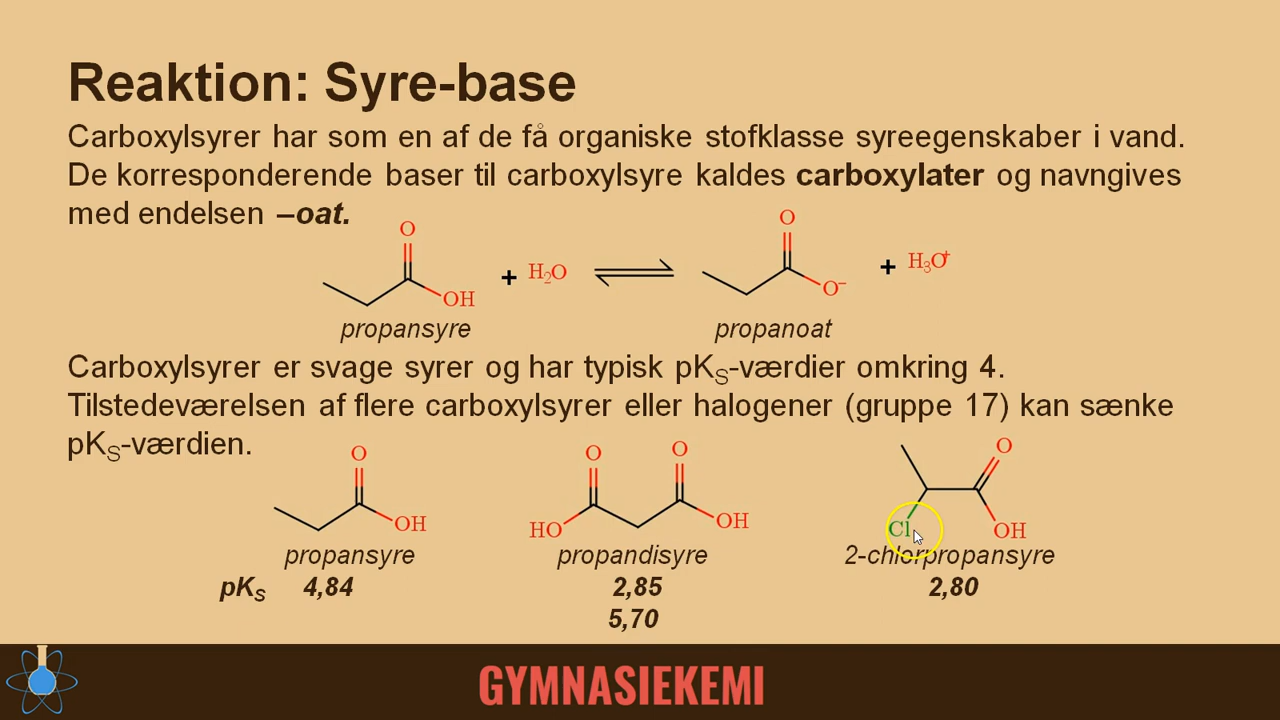 Reaktion: Syre-base
Carboxylsyrer har som en af de få organiske stofklasse syreegenskaber i vand.
De korresponderende baser til carboxylsyre kaldes carboxylater og navngives
med endelsen –oat.
O OH + H₂O O O⁻ + H₃O⁺
propansyre propanoat
Carboxylsyrer er svage syrer og har typisk pKS-værdier omkring 4.
Tilstedeværelsen af flere carboxylsyrer eller halogener (gruppe 17) kan sænke
pKS-værdien.
O OH O O HO OH O Cl OH
propansyre propandisyre 2-chlorpropansyre
pKS 4,84 2,85 2,80
5,70
GYMNASIEKEMI